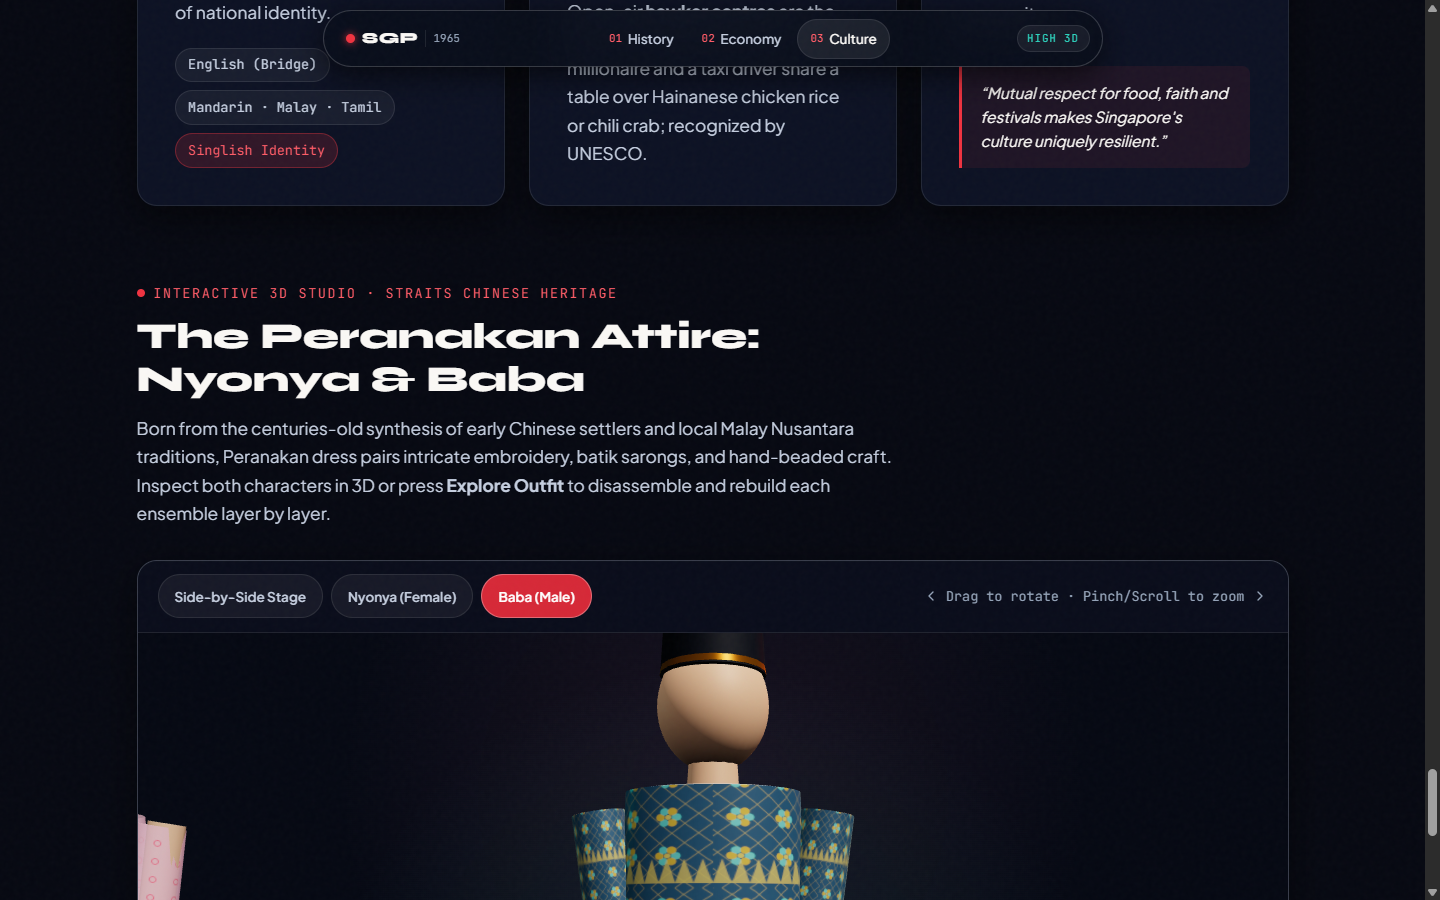 of national identity.
English (Bridge)
Mandarin · Malay · Tamil
Singlish Identity
SGP 1965
01 History
02 Economy
03 Culture
HIGH 3D
millionaire and a taxi driver share a
table over Hainanese chicken rice
or chili crab; recognized by
UNESCO.
“Mutual respect for food, faith and
festivals makes Singapore's
culture uniquely resilient.”
INTERACTIVE 3D STUDIO · STRAITS CHINESE HERITAGE
The Peranakan Attire:
Nyonya & Baba
Born from the centuries-old synthesis of early Chinese settlers and local Malay Nusantara
traditions, Peranakan dress pairs intricate embroidery, batik sarongs, and hand-beaded craft.
Inspect both characters in 3D or press Explore Outfit to disassemble and rebuild each
ensemble layer by layer.
Side-by-Side Stage
Nyonya (Female)
Baba (Male)
Drag to rotate · Pinch/Scroll to zoom